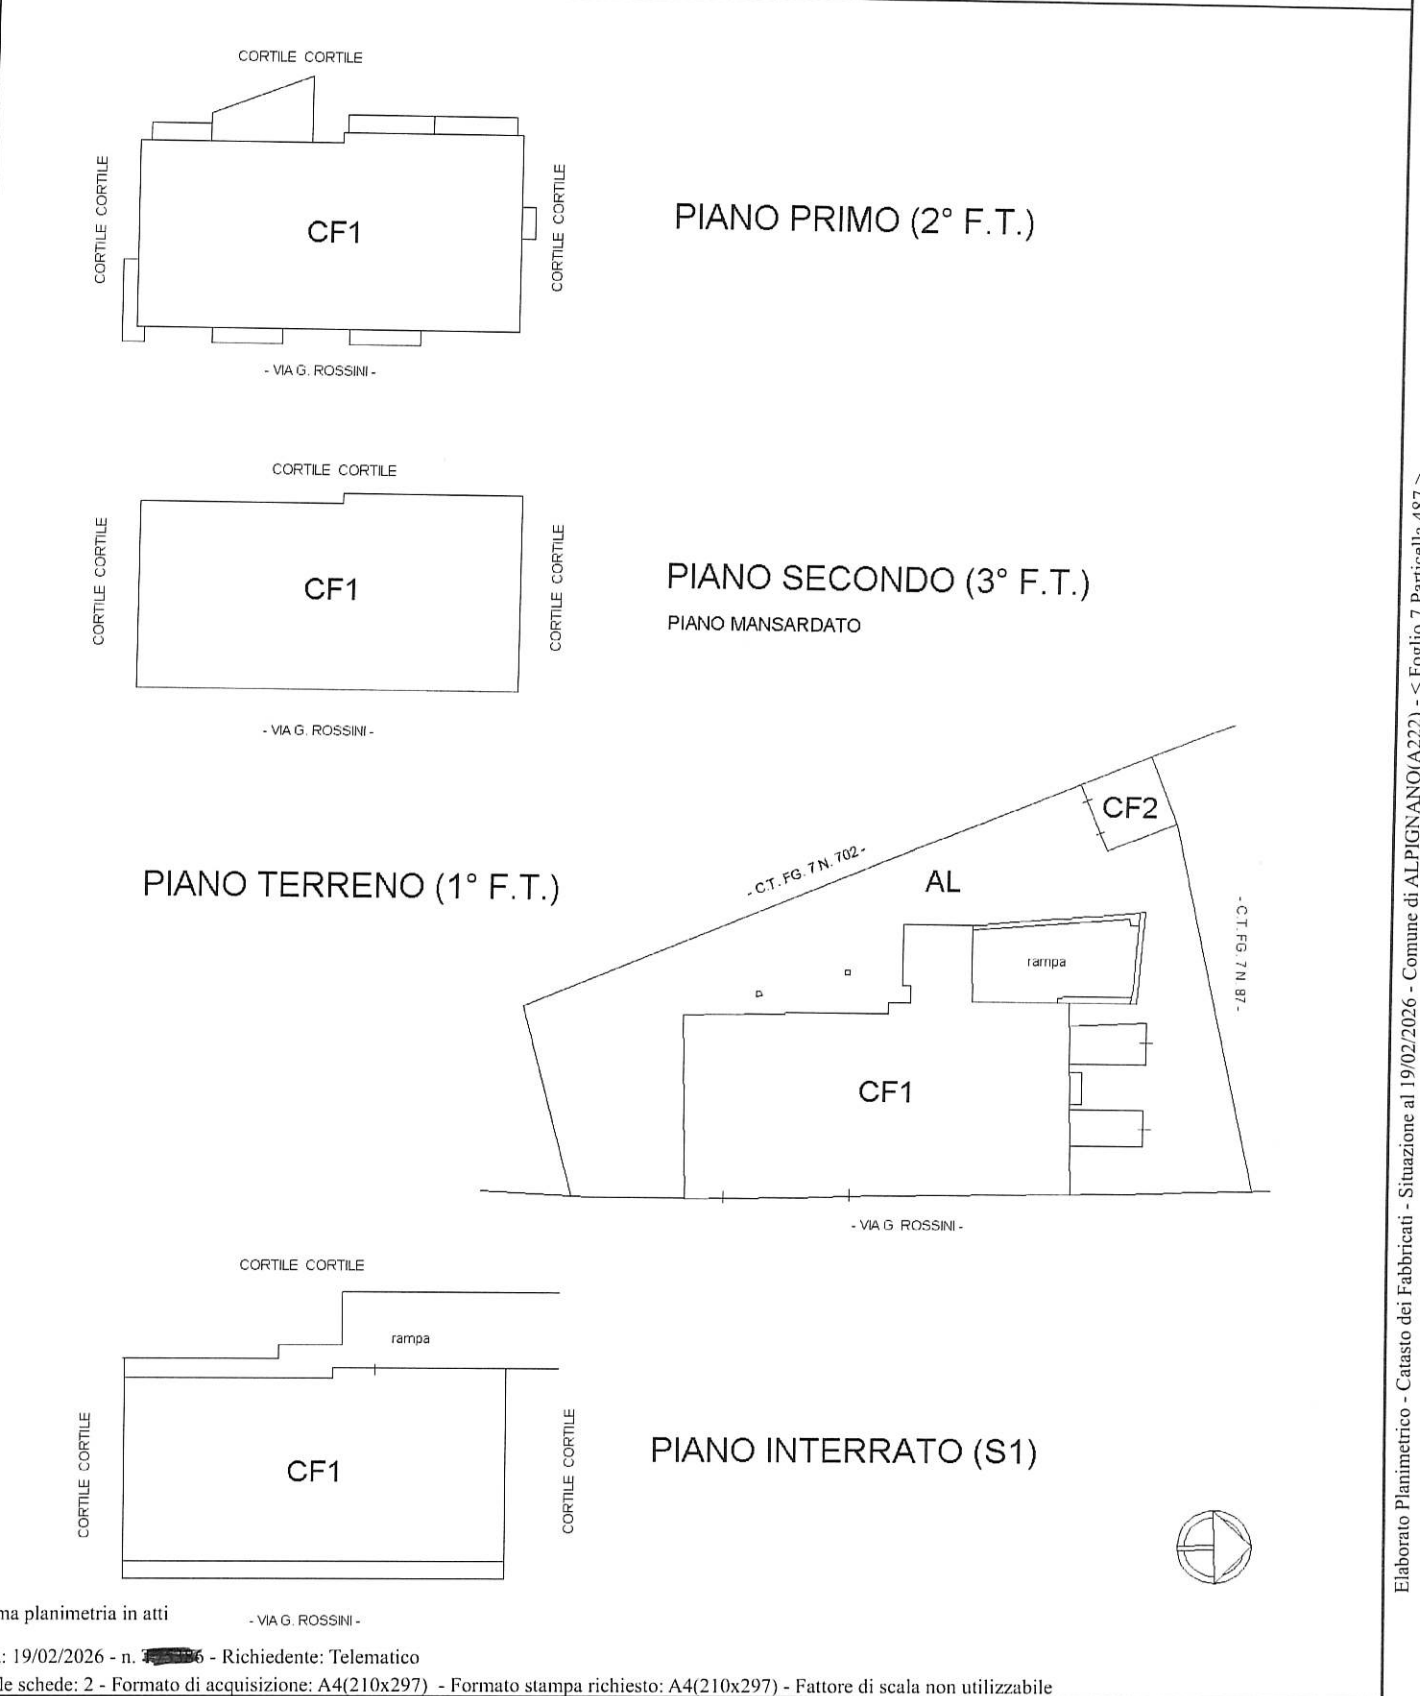 CORTILE CORTILE
CORTILE CORTILE
CF1
CORTILE CORTILE
PIANO PRIMO (2° F.T.)
- VIA G. ROSSINI -
CORTILE CORTILE
CORTILE CORTILE
CF1
CORTILE CORTILE
PIANO SECONDO (3° F.T.)
PIANO MANSARDATO
- VIA G. ROSSINI -
PIANO TERRENO (1° F.T.)
- C.T. FG. 7 N. 702 -
CF2
AL
rampa
- C.T. FG. 7 N 87 -
CF1
- VIA G ROSSINI -
CORTILE CORTILE
rampa
CORTILE CORTILE
CF1
CORTILE CORTILE
PIANO INTERRATO (S1)
- VIA G. ROSSINI -
planimetria in atti
19/02/2026 - n. - Richiedente: Telematico
schede: 2 - Formato di acquisizione: A4(210x297) - Formato stampa richiesto: A4(210x297) - Fattore di scala non utilizzabile
Elaborato Planimetrico - Catasto dei Fabbricati - Situazione al 19/02/2026 - Comune di ALPIGNANO(A222) - < Foglio 7 Particella 487 >